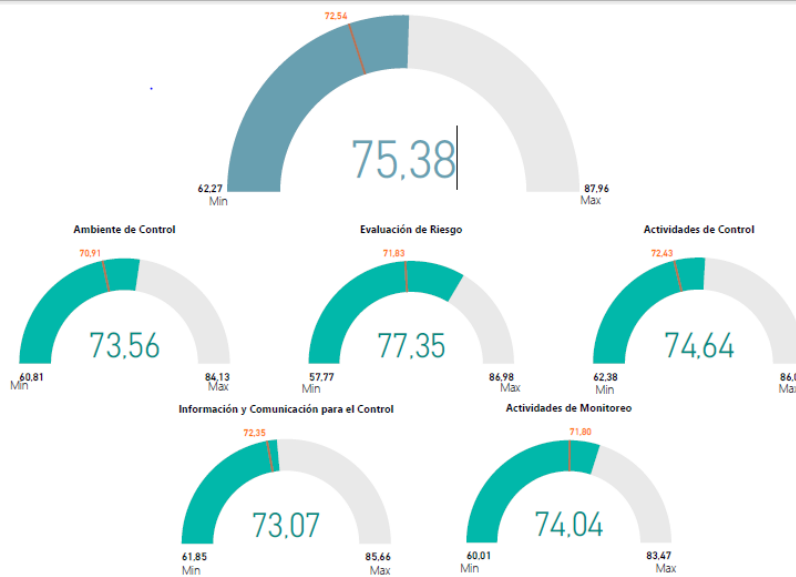 72,54
75,38
62,27
Min
87,96
Max
Ambiente de Control
Evaluación de Riesgo
Actividades de Control
70,91
71,83
72,43
73,56
77,35
74,64
60,81
Min
84,13
Max
57,77
Min
86,98
Max
62,38
Min
Información y Comunicación para el Control
Actividades de Monitoreo
72,35
71,80
73,07
74,04
61,85
Min
85,66
Max
60,01
Min
83,47
Max